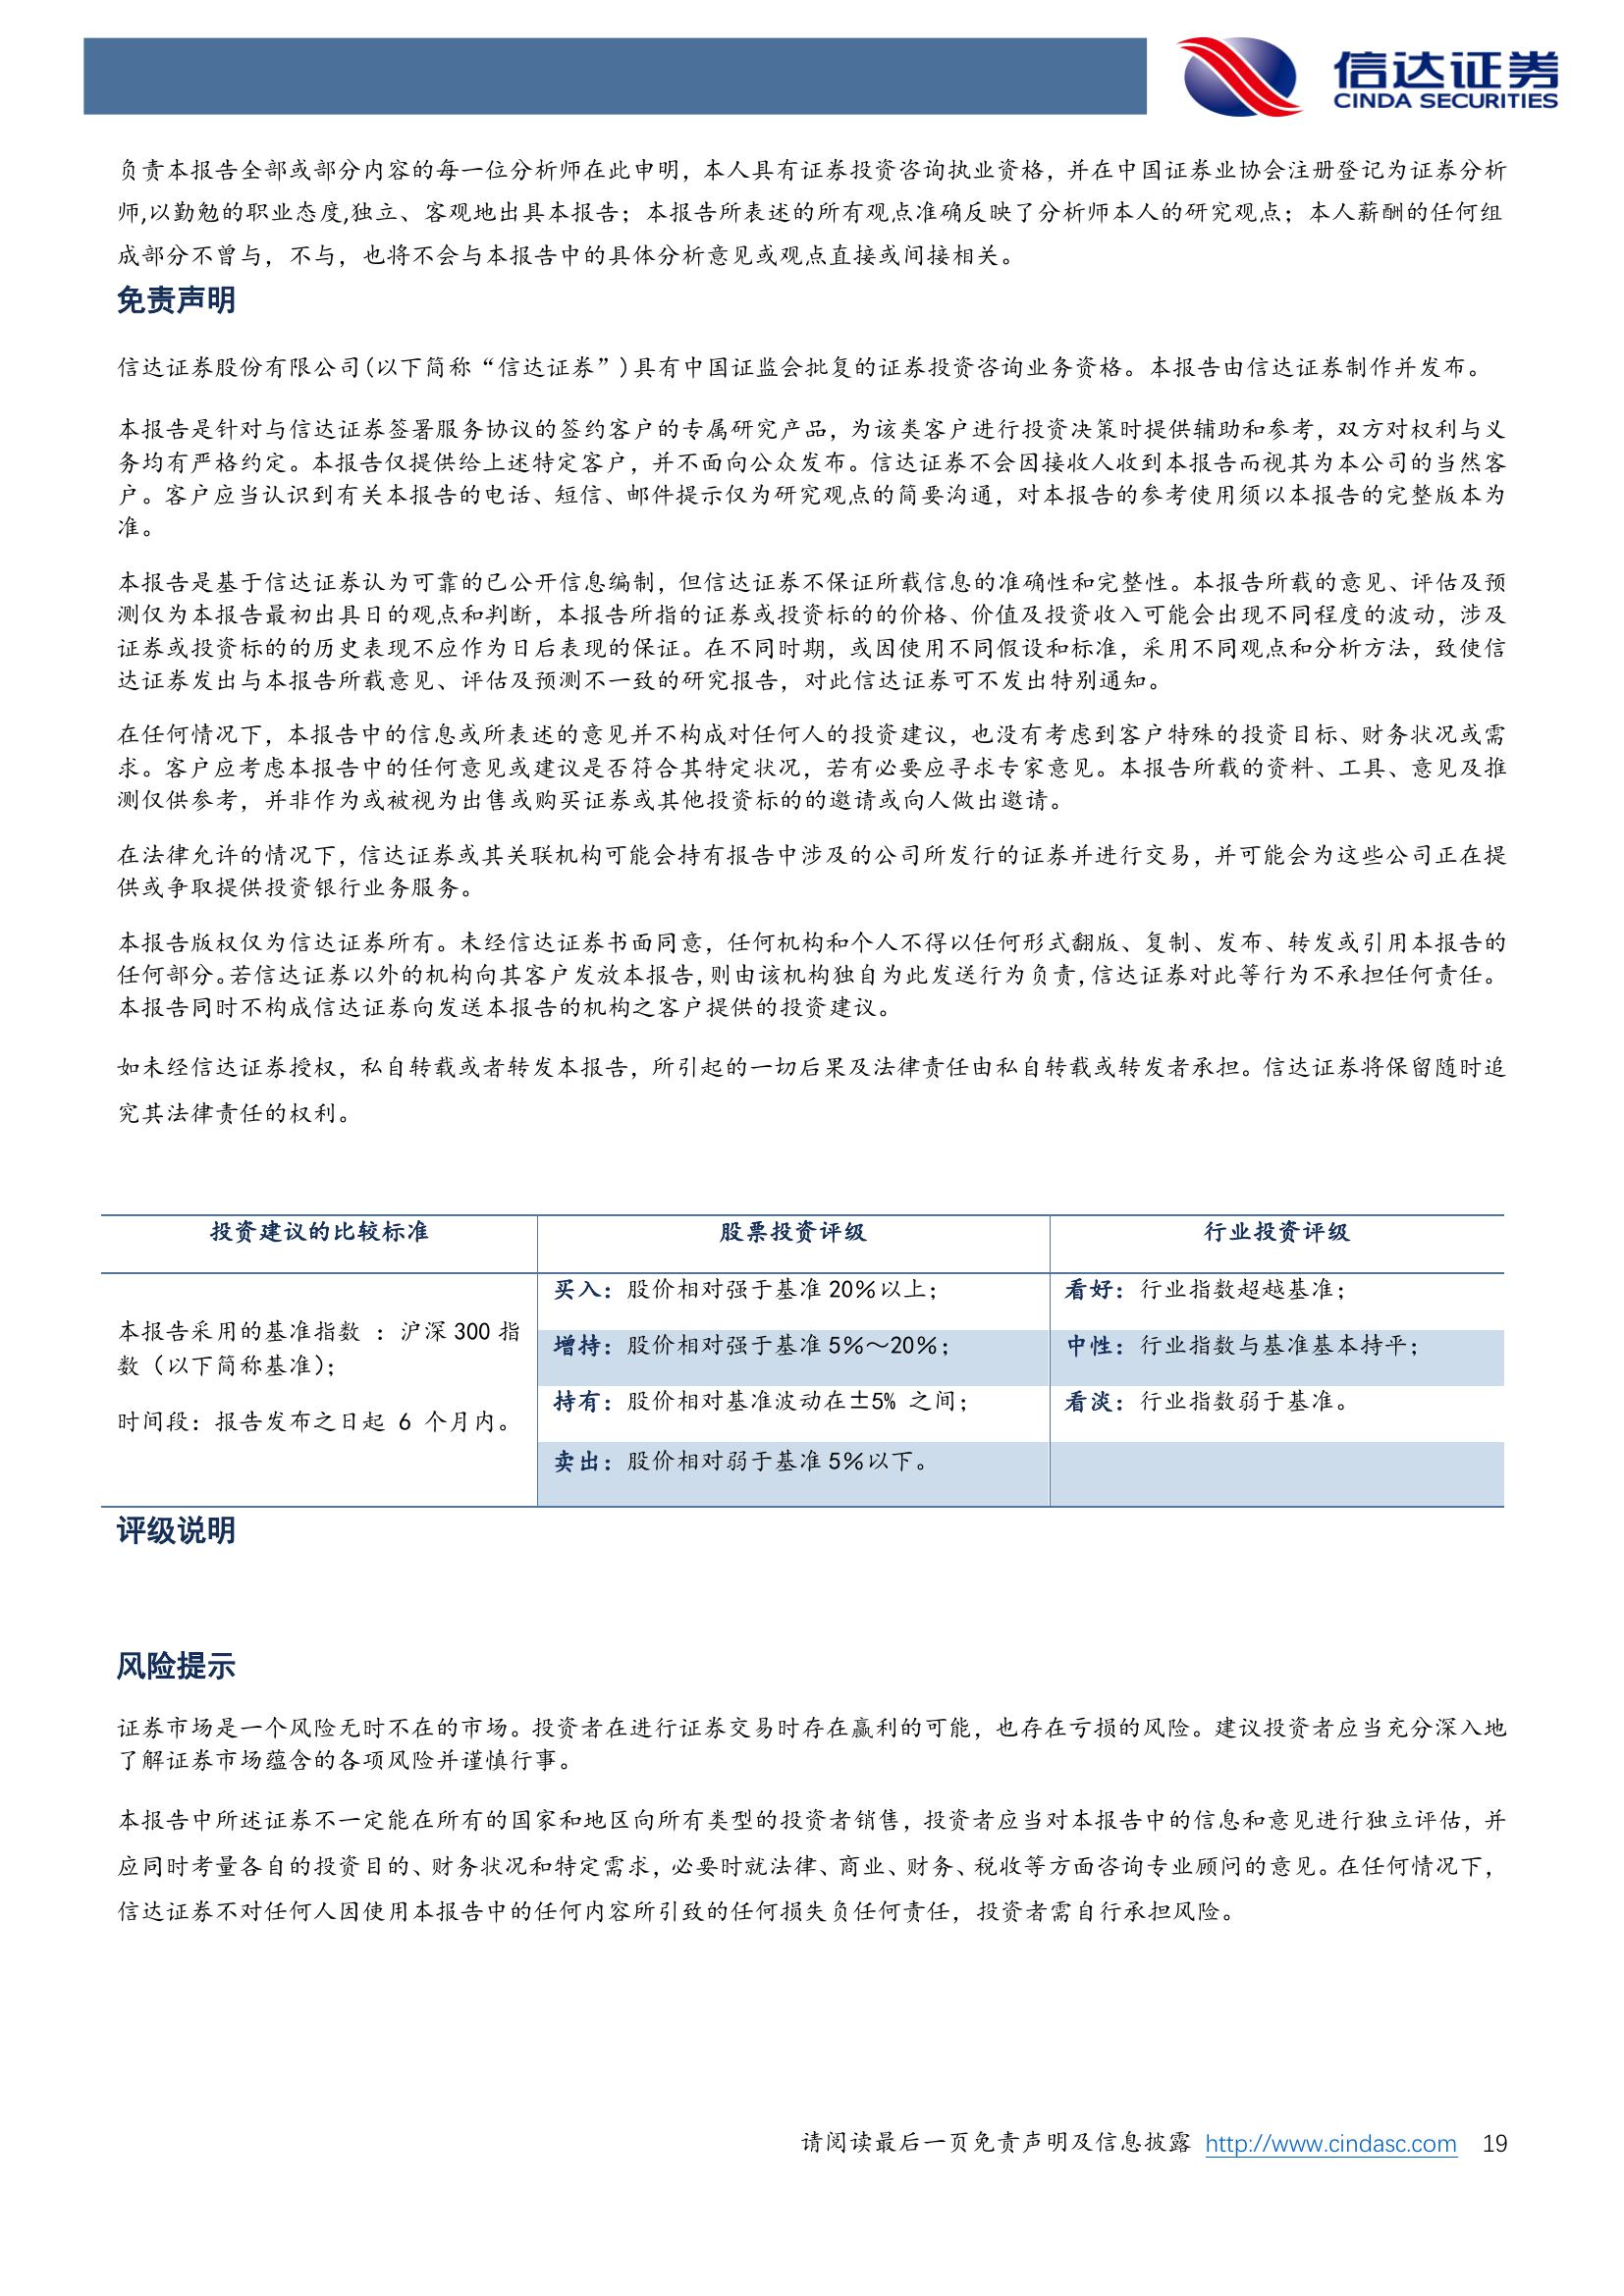 信达证券
CINDA SECURITIES
负责本报告全部或部分内容的每一位分析师在此申明，本人具有证券投资咨询执业资格，并在中国证券业协会注册登记为证券分析
师,以勤勉的职业态度,独立、客观地出具本报告；本报告所表述的所有观点准确反映了分析师本人的研究观点；本人薪酬的任何组
成部分不曾与，不与，也将不会与本报告中的具体分析意见或观点直接或间接相关。
免责声明
信达证券股份有限公司(以下简称“信达证券”)具有中国证监会批复的证券投资咨询业务资格。本报告由信达证券制作并发布。
本报告是针对与信达证券签署服务协议的签约客户的专属研究产品，为该类客户进行投资决策时提供辅助和参考，双方对权利与义
务均有严格约定。本报告仅提供给上述特定客户，并不面向公众发布。信达证券不会因接收人收到本报告而视其为本公司的当然客
户。客户应当认识到有关本报告的电话、短信、邮件提示仅为研究观点的简要沟通，对本报告的参考使用须以本报告的完整版本为
准。
本报告是基于信达证券认为可靠的已公开信息编制，但信达证券不保证所载信息的准确性和完整性。本报告所载的意见、评估及预
测仅为本报告最初出具日的观点和判断，本报告所指的证券或投资标的的价格、价值及投资收入可能会出现不同程度的波动，涉及
证券或投资标的的历史表现不应作为日后表现的保证。在不同时期，或因使用不同假设和标准，采用不同观点和分析方法，致使信
达证券发出与本报告所载意见、评估及预测不一致的研究报告，对此信达证券可不发出特别通知。
在任何情况下，本报告中的信息或所表述的意见并不构成对任何人的投资建议，也没有考虑到客户特殊的投资目标、财务状况或需
求。客户应考虑本报告中的任何意见或建议是否符合其特定状况，若有必要应寻求专家意见。本报告所载的资料、工具、意见及推
测仅供参考，并非作为或被视为出售或购买证券或其他投资标的的邀请或向人做出邀请。
在法律允许的情况下，信达证券或其关联机构可能会持有报告中涉及的公司所发行的证券并进行交易，并可能会为这些公司正在提
供或争取提供投资银行业务服务。
本报告版权仅为信达证券所有。未经信达证券书面同意，任何机构和个人不得以任何形式翻版、复制、发布、转发或引用本报告的
任何部分。若信达证券以外的机构向其客户发放本报告，则由该机构独自为此发送行为负责，信达证券对此等行为不承担任何责任。
本报告同时不构成信达证券向发送本报告的机构之客户提供的投资建议。
如未经信达证券授权，私自转载或者转发本报告，所引起的一切后果及法律责任由私自转载或转发者承担。信达证券将保留随时追
究其法律责任的权利。
投资建议的比较标准 股票投资评级 行业投资评级
本报告采用的基准指数 ：沪深 300 指
数（以下简称基准）；
时间段：报告发布之日起 6 个月内。
买入：股价相对强于基准 20％以上；
增持：股价相对强于基准 5％～20％；
持有：股价相对基准波动在±5% 之间；
卖出：股价相对弱于基准 5％以下。
看好：行业指数超越基准；
中性：行业指数与基准基本持平；
看淡：行业指数弱于基准。
评级说明
风险提示
证券市场是一个风险无时不在的市场。投资者在进行证券交易时存在赢利的可能，也存在亏损的风险。建议投资者应当充分深入地
了解证券市场蕴含的各项风险并谨慎行事。
本报告中所述证券不一定能在所有的国家和地区向所有类型的投资者销售，投资者应当对本报告中的信息和意见进行独立评估，并
应同时考量各自的投资目的、财务状况和特定需求，必要时就法律、商业、财务、税收等方面咨询专业顾问的意见。在任何情况下，
信达证券不对任何人因使用本报告中的任何内容所引致的任何损失负任何责任，投资者需自行承担风险。
请阅读最后一页免责声明及信息披露 http://www.cindasc.com 19